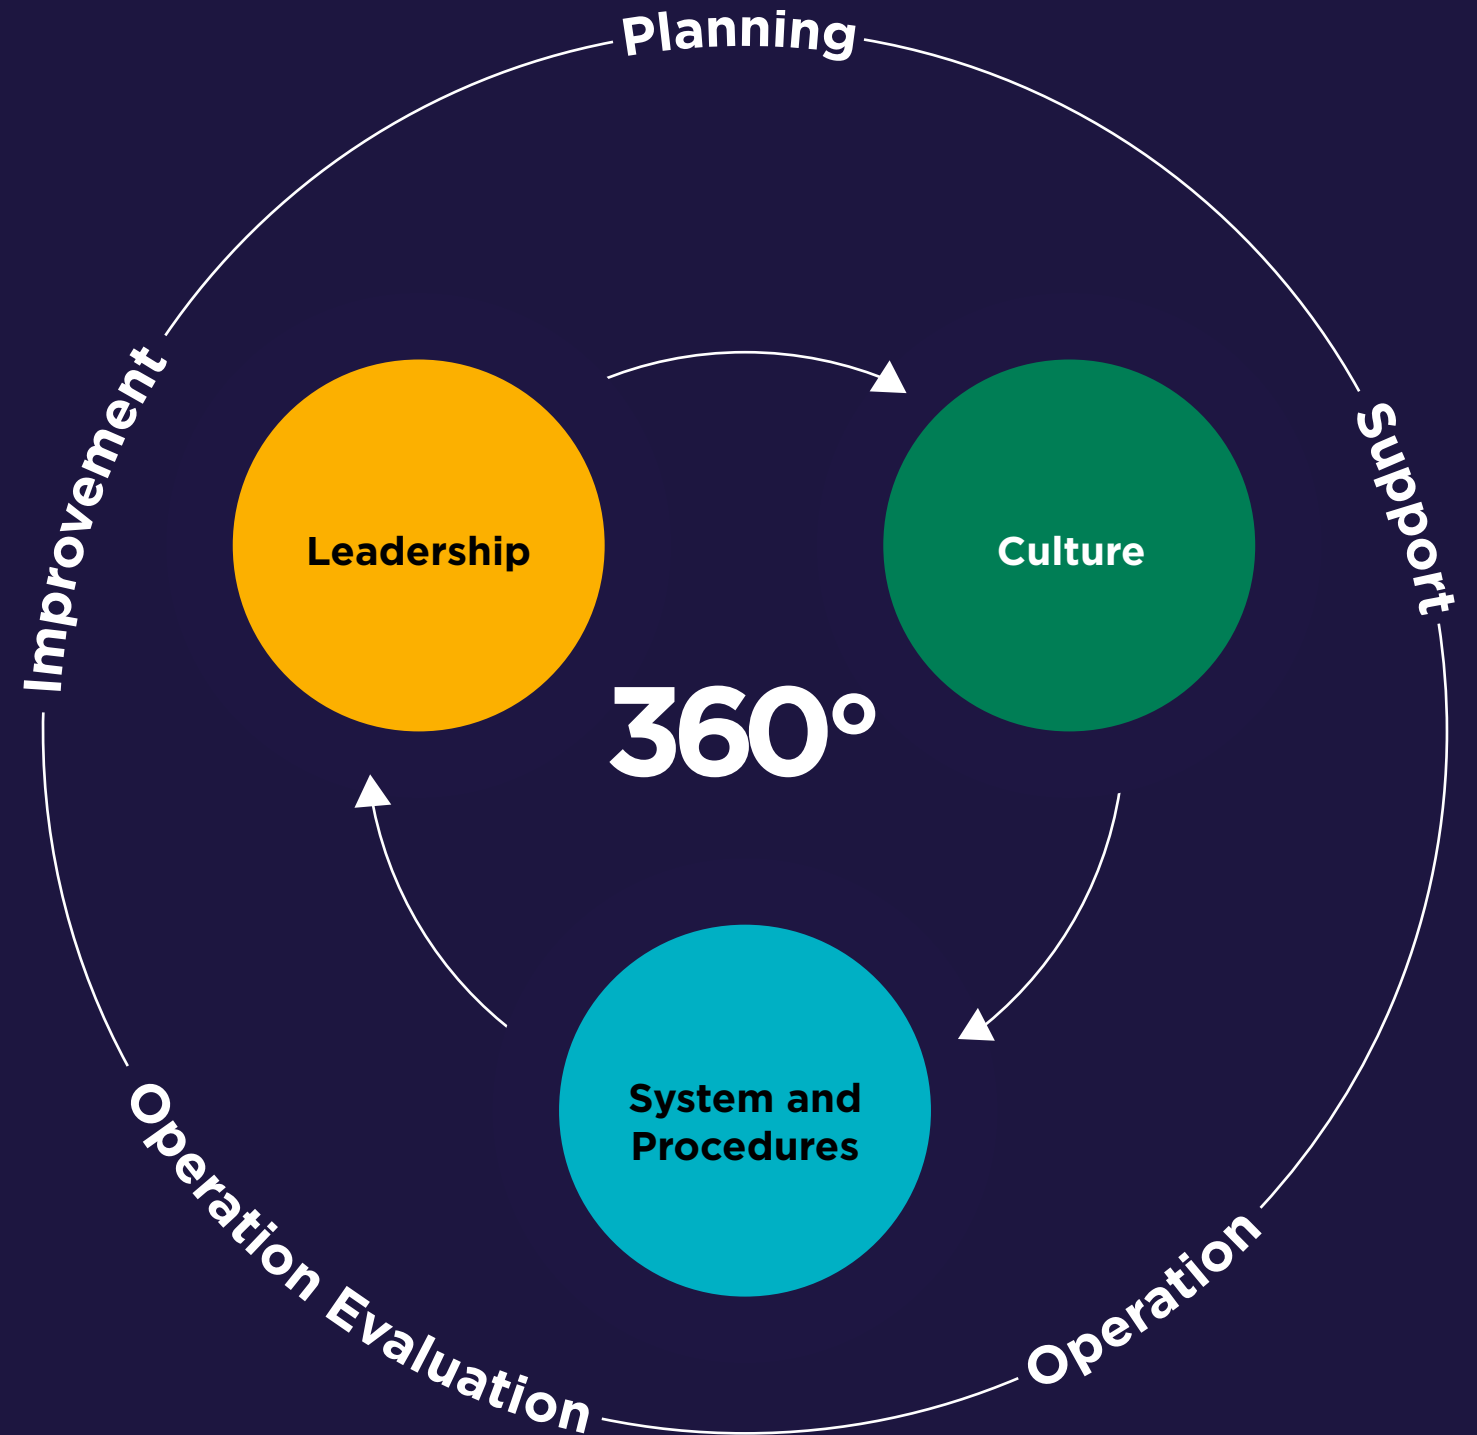 Planning
Support
Operation
Operation Evaluation
Improvement
Leadership
Culture
360°
System and
Procedures